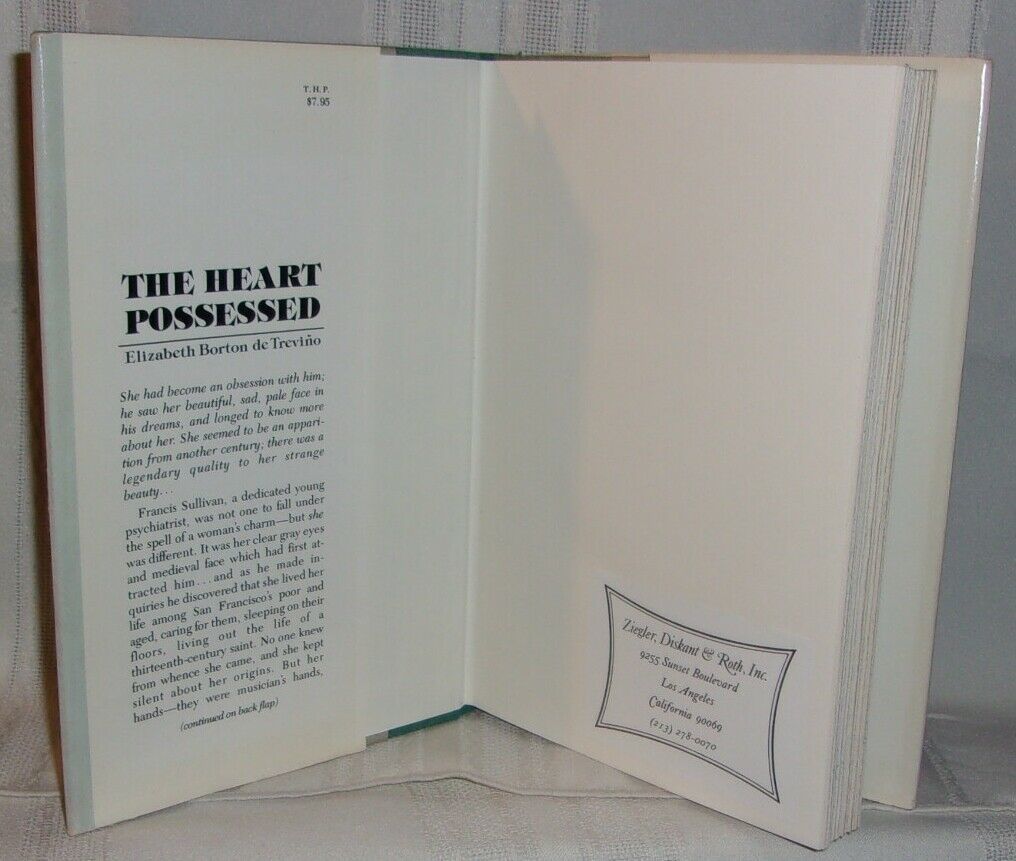 T. H. P.
$7.95
THE HEART
POSSESSED
Elizabeth Borton de Treviño
She had become an obsession with him;
he saw her beautiful, sad, pale face in
his dreams, and longed to know more
about her. She seemed to be an appari-
tion from another century; there was a
legendary quality to her strange
beauty...
Francis Sullivan, a dedicated young
psychiatrist, was not one to fall under
the spell of a woman's charm—but she
was different. It was her clear gray eyes
and medieval face which had first at-
tracted him...and as he made in-
quiries he discovered that she lived her
life among San Francisco's poor and
aged, caring for them, sleeping on their
floors, living out the life of a
thirteenth-century saint. No one knew
from whence she came, and she kept
silent about her origins. But her
hands—they were musician's hands,
(continued on back flap)
Ziegler, Diskant & Roth, Inc.
9255 Sunset Boulevard
Los Angeles
California 90069
(213) 278-0070